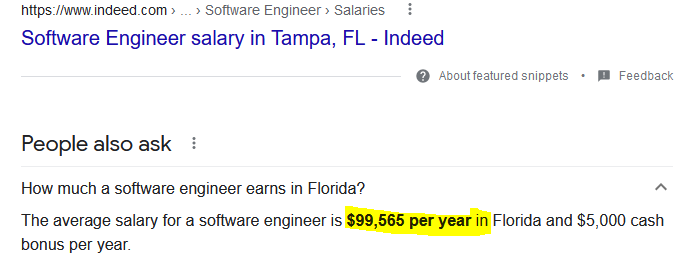 https://www.indeed.com › ... › Software Engineer › Salaries
Software Engineer salary in Tampa, FL - Indeed
About featured snippets • Feedback
People also ask
How much a software engineer earns in Florida?
The average salary for a software engineer is $99,565 per year in Florida and $5,000 cash
bonus per year.